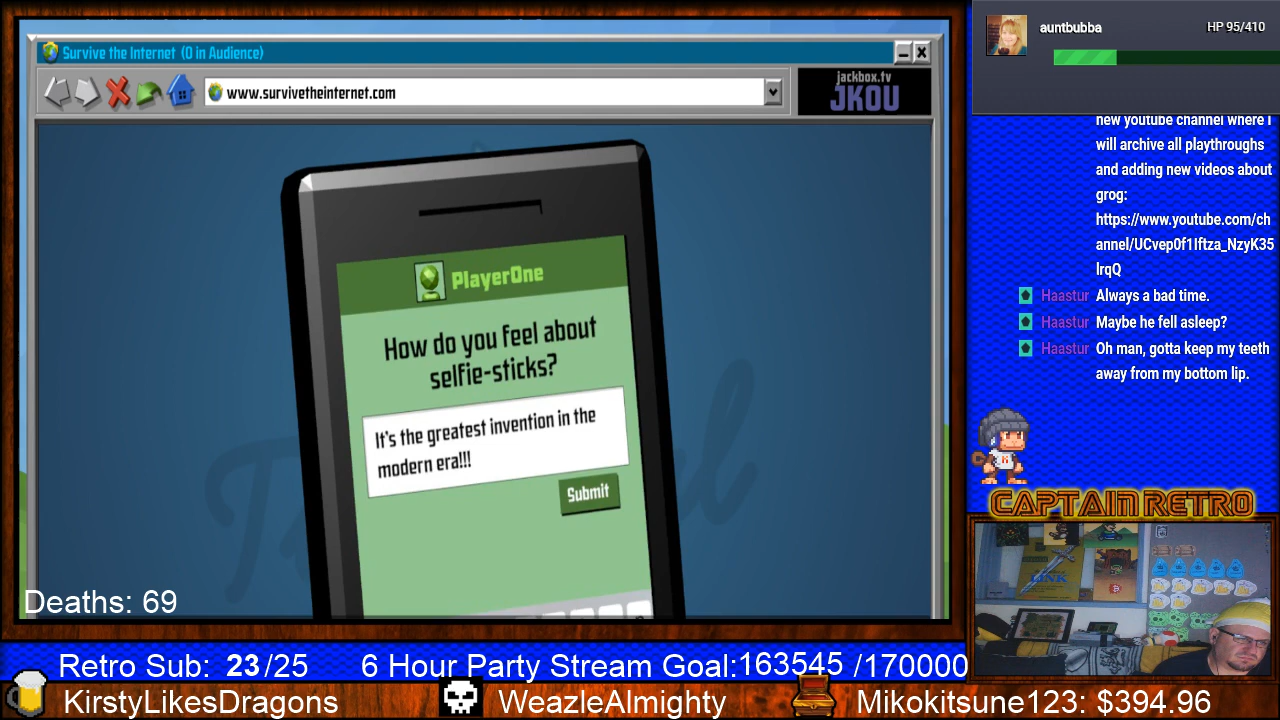 Survive the Internet (0 in Audience)
www.survivetheinternet.com
jackbox.tv
JKOU
PlayerOne
How do you feel about
selfie-sticks?
It's the greatest invention in the
modern era!!!
Submit
Deaths: 69
auntbubba
HP 95/410
new youtube channel where I
will archive all playthroughs
and adding new videos about
grog:
https://www.youtube.com/ch
annel/UCvep0f1Iftza_NzyK35
lrqQ
Haastur Always a bad time.
Haastur Maybe he fell asleep?
Haastur Oh man, gotta keep my teeth
away from my bottom lip.
CAPTAIN RETRO
LINK
Retro Sub: 23/25
6 Hour Party Stream Goal:163545 /170000
KirstyLikesDragons
WeazleAlmighty
Mikokitsune123: $394.96